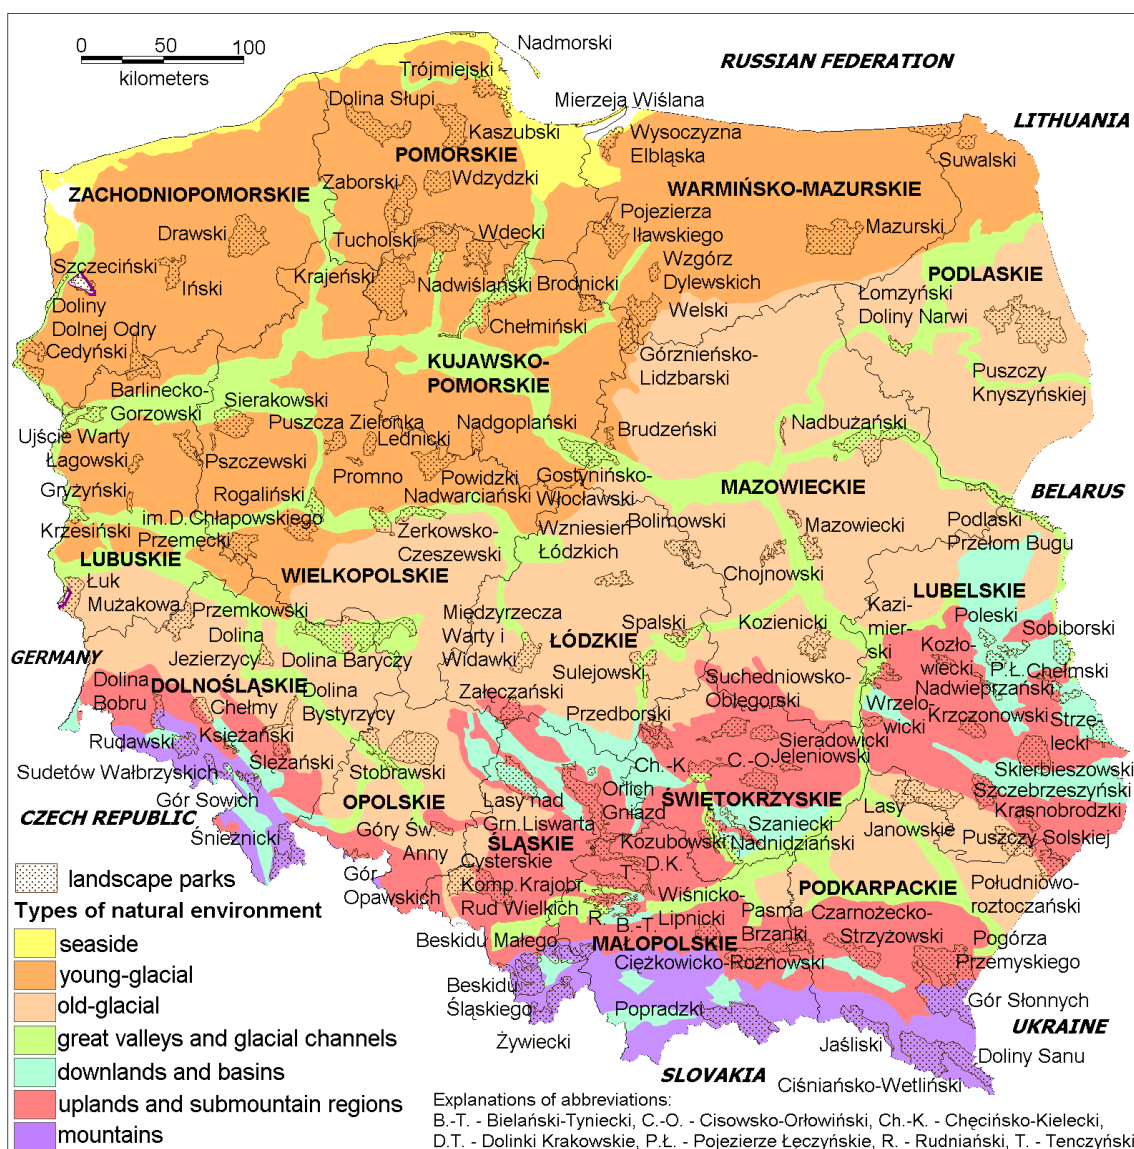 0 50 100
kilometers
Nadmorski
RUSSIAN FEDERATION
Trójmiejski
Dolina Słupi
Mierzeja Wiślana
LITHUANIA
Kaszubski
Wysoczyzna
Elbląska
POMORSKIE
Suwalski
Zaborski
Wdzydzki
ZACHODNIOPOMORSKIE
WARMIŃSKO-MAZURSKIE
Drawski
Tucholski
Wdecki
Pojezierza
Iławskiego
Mazurski
Szczeciński
Iński
Krajeński
Nadwiślański
Brodnicki
Wzgórz
Dylewskich
PODLASKIE
Doliny
Dolnej Odry
Chełmiński
Welski
Łomzyński
Doliny Narwi
Cedyński
KUJAWSKO-
POMORSKIE
Górznieńsko-
Lidzbarski
Puszczy
Knyszyńskiej
Barlinecko-
Gorzowski
Sierakowski
Puszcza Zielonka
Lednicki
Nadgoplański
Brudzeński
Nadbużański
Ujście Warty
Łagowski
Pszczewski
Promno
Powidzki
Gostynińsko-
Włocławski
MAZOWIECKIE
BELARUS
Gryżyński
Rogaliński
Nadwarciański
Krzesiński
im.D.Chłapowskiego
Przemęcki
Żerkowsko-
Czeszewski
Wzniesień
Łódzkich
Bolimowski
Mazowiecki
Podlaski
Przełom Bugu
LUBUSKIE
WIELKOPOLSKIE
Chojnowski
LUBELSKIE
Łuk
Mużakowa
Przemkowski
Międzyrzecza
Warty i
Widawki
Spalski
Kozienicki
Kazi-
mier-
ski
Poleski
Sobiborski
GERMANY
Dolina
Jezierzycy
Dolina Baryczy
ŁÓDZKIE
Sulejowski
Kozło-
wiecki
P.Ł.
Chełmski
Dolina
Bobru
DOLNOŚLĄSKIE
Chełmy
Dolina
Bystyrzycy
Załęczański
Przedborski
Suchedniowsko-
Oblęgorski
Nadwieprzański
Wrzelo-
wicki
Krzczonowski
Strze-
lecki
Rudawski
Książański
Ślężański
Sieradowicki
Jeleniowski
C.-O.
Ch.-K.
Skierbieszowski
Sudetów Wałbrzyskich
Stobrawski
Szczebrzeszyński
Gór Sowich
OPOLSKIE
Lasy nad
Grn.Liswartą
Orlich
Gniazd
ŚWIĘTOKRZYSKIE
Lasy
Janowskie
Krasnobrodzki
CZECH REPUBLIC
Śnieżnicki
Góry Św.
Anny
ŚLĄSKIE
Kozubowski
Szaniecki
Nadnidziański
Puszczy Solskiej
Cysterskie
Komp.Krajobr.
Rud Wielkich
D.K.
T.
Gór
Opawskich
Wiśnicko-
Lipnicki
PODKARPACKIE
Południowo-
roztoczański
R.
B.-T.
Pasma
Brzanki
Czarnożecko-
Strzyżowski
Beskidu Małego
MAŁOPOLSKIE
Pogórza
Przemyskiego
Ciężkowicko-Rożnowski
Beskidu
Śląskiego
Popradzki
Gór Słonnych
Żywiecki
Jaśliski
UKRAINE
Doliny Sanu
SLOVAKIA
Ciśniańsko-Wetliński
landscape parks
Types of natural environment
seaside
young-glacial
old-glacial
great valleys and glacial channels
downlands and basins
uplands and submountain regions
mountains
Explanations of abbreviations:
B.-T. - Bielański-Tyniecki, C.-O. - Cisowsko-Orłowiński, Ch.-K. - Chęcińsko-Kielecki,
D.T. - Dolinki Krakowskie, P.Ł. - Pojezierze Łęczyńskie, R. - Rudniański, T. - Tenczyński